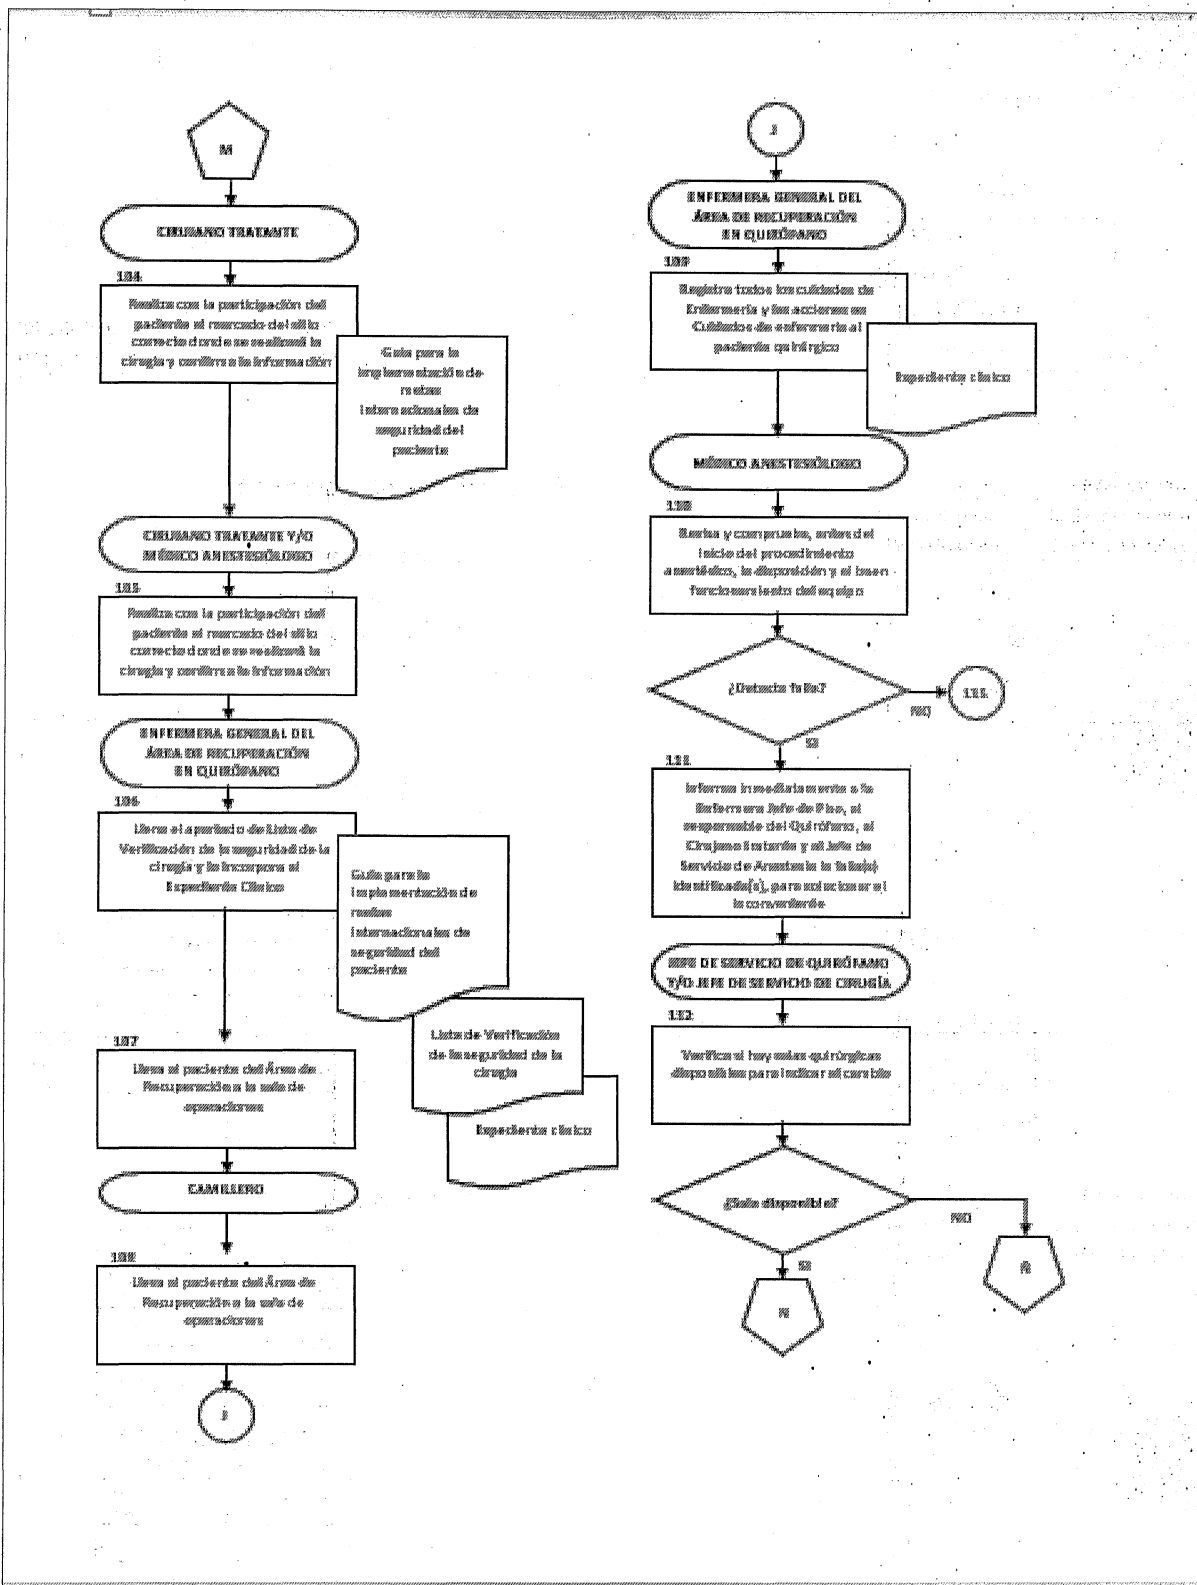 M
CIRUJANO TRATANTE
104
Realiza con la participación del
paciente el marcado del sitio
correcto donde se realizará la
cirugía y confirma la información
Guía para la
implementación de
metas
internacionales de
seguridad del
paciente
CIRUJANO TRATANTE Y/O
MÉDICO ANESTESIÓLOGO
105
Realiza con la participación del
paciente el marcado del sitio
correcto donde se realizará la
cirugía y confirma la información
ENFERMERA GENERAL DEL
ÁREA DE RECUPERACIÓN
EN QUIRÓFANO
106
Llena el apartado de Lista de
Verificación de la seguridad de la
cirugía y lo incorpora al
Expediente Clínico
Guía para la
implementación de
metas
internacionales de
seguridad del
paciente
Lista de Verificación
de la seguridad de la
cirugía
Expediente clínico
107
Lleva al paciente del Área de
Recuperación a la sala de
operaciones
CAMILLERO
108
Lleva al paciente del Área de
Recuperación a la sala de
operaciones
J
J
ENFERMERA GENERAL DEL
ÁREA DE RECUPERACIÓN
EN QUIRÓFANO
109
Registra todos los cuidados de
Enfermería y las acciones en
Cuidados de enfermería al
paciente quirúrgico
Expediente clínico
MÉDICO ANESTESIÓLOGO
110
Revisa y comprueba, antes del
inicio del procedimiento
anestésico, la disposición y el buen
funcionamiento del equipo
¿Detecta falla?
NO
111
SI
111
Informa inmediatamente a la
Enfermera Jefe de Piso, al
responsable del Quirófano, al
Cirujano tratante y al Jefe de
Servicio de Anestesia la falla(s)
identificada(s), para solucionar el
JEFE DE SERVICIO DE QUIRÓFANO
Y/O JEFE DE SERVICIO DE CIRUGÍA
112
Verifica si hay salas quirúrgicas
disponibles para indicar el cambio
¿Sala disponible?
NO
Ñ
SI
N